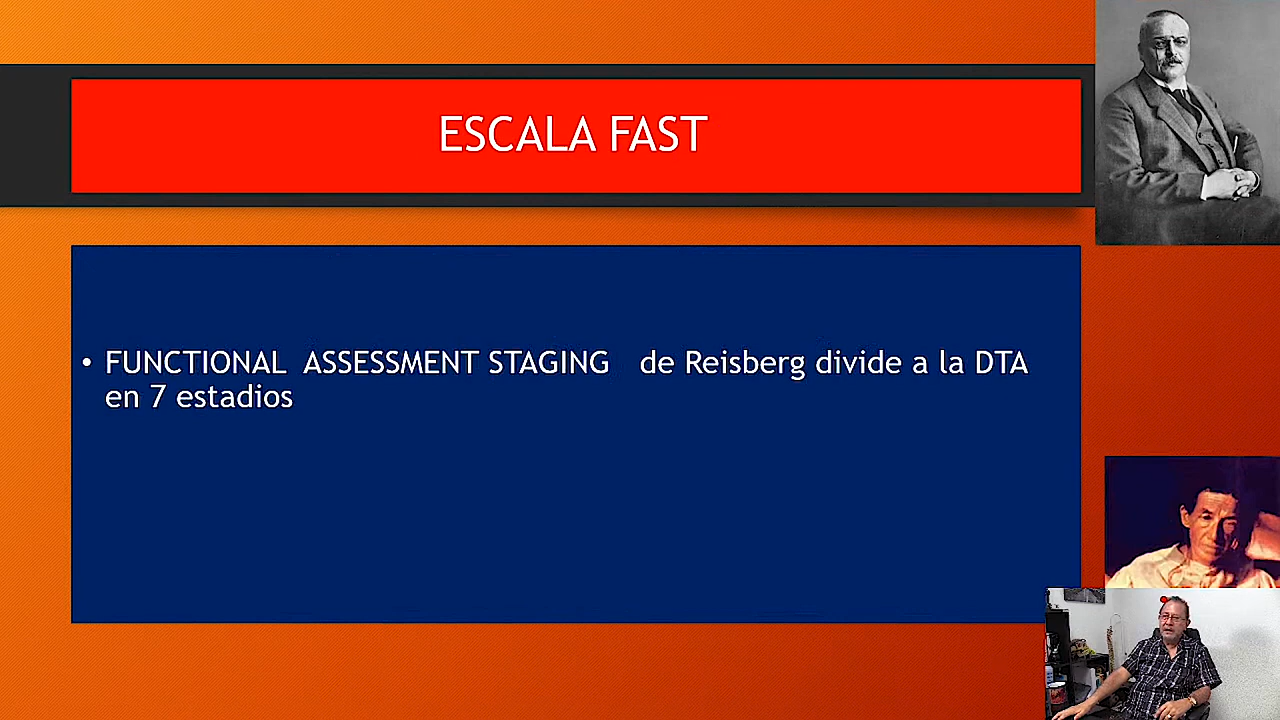 ESCALA FAST
• FUNCTIONAL ASSESSMENT STAGING de Reisberg divide a la DTA
en 7 estadios